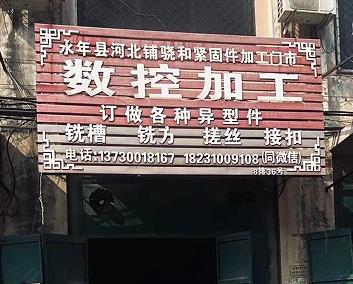 永年县河北铺骁和紧固件加工门市
数控加工
订做各种异型件
铣槽 铣方 搓丝 接扣
电话:13730018167 18231009108(同微信)
8排36号